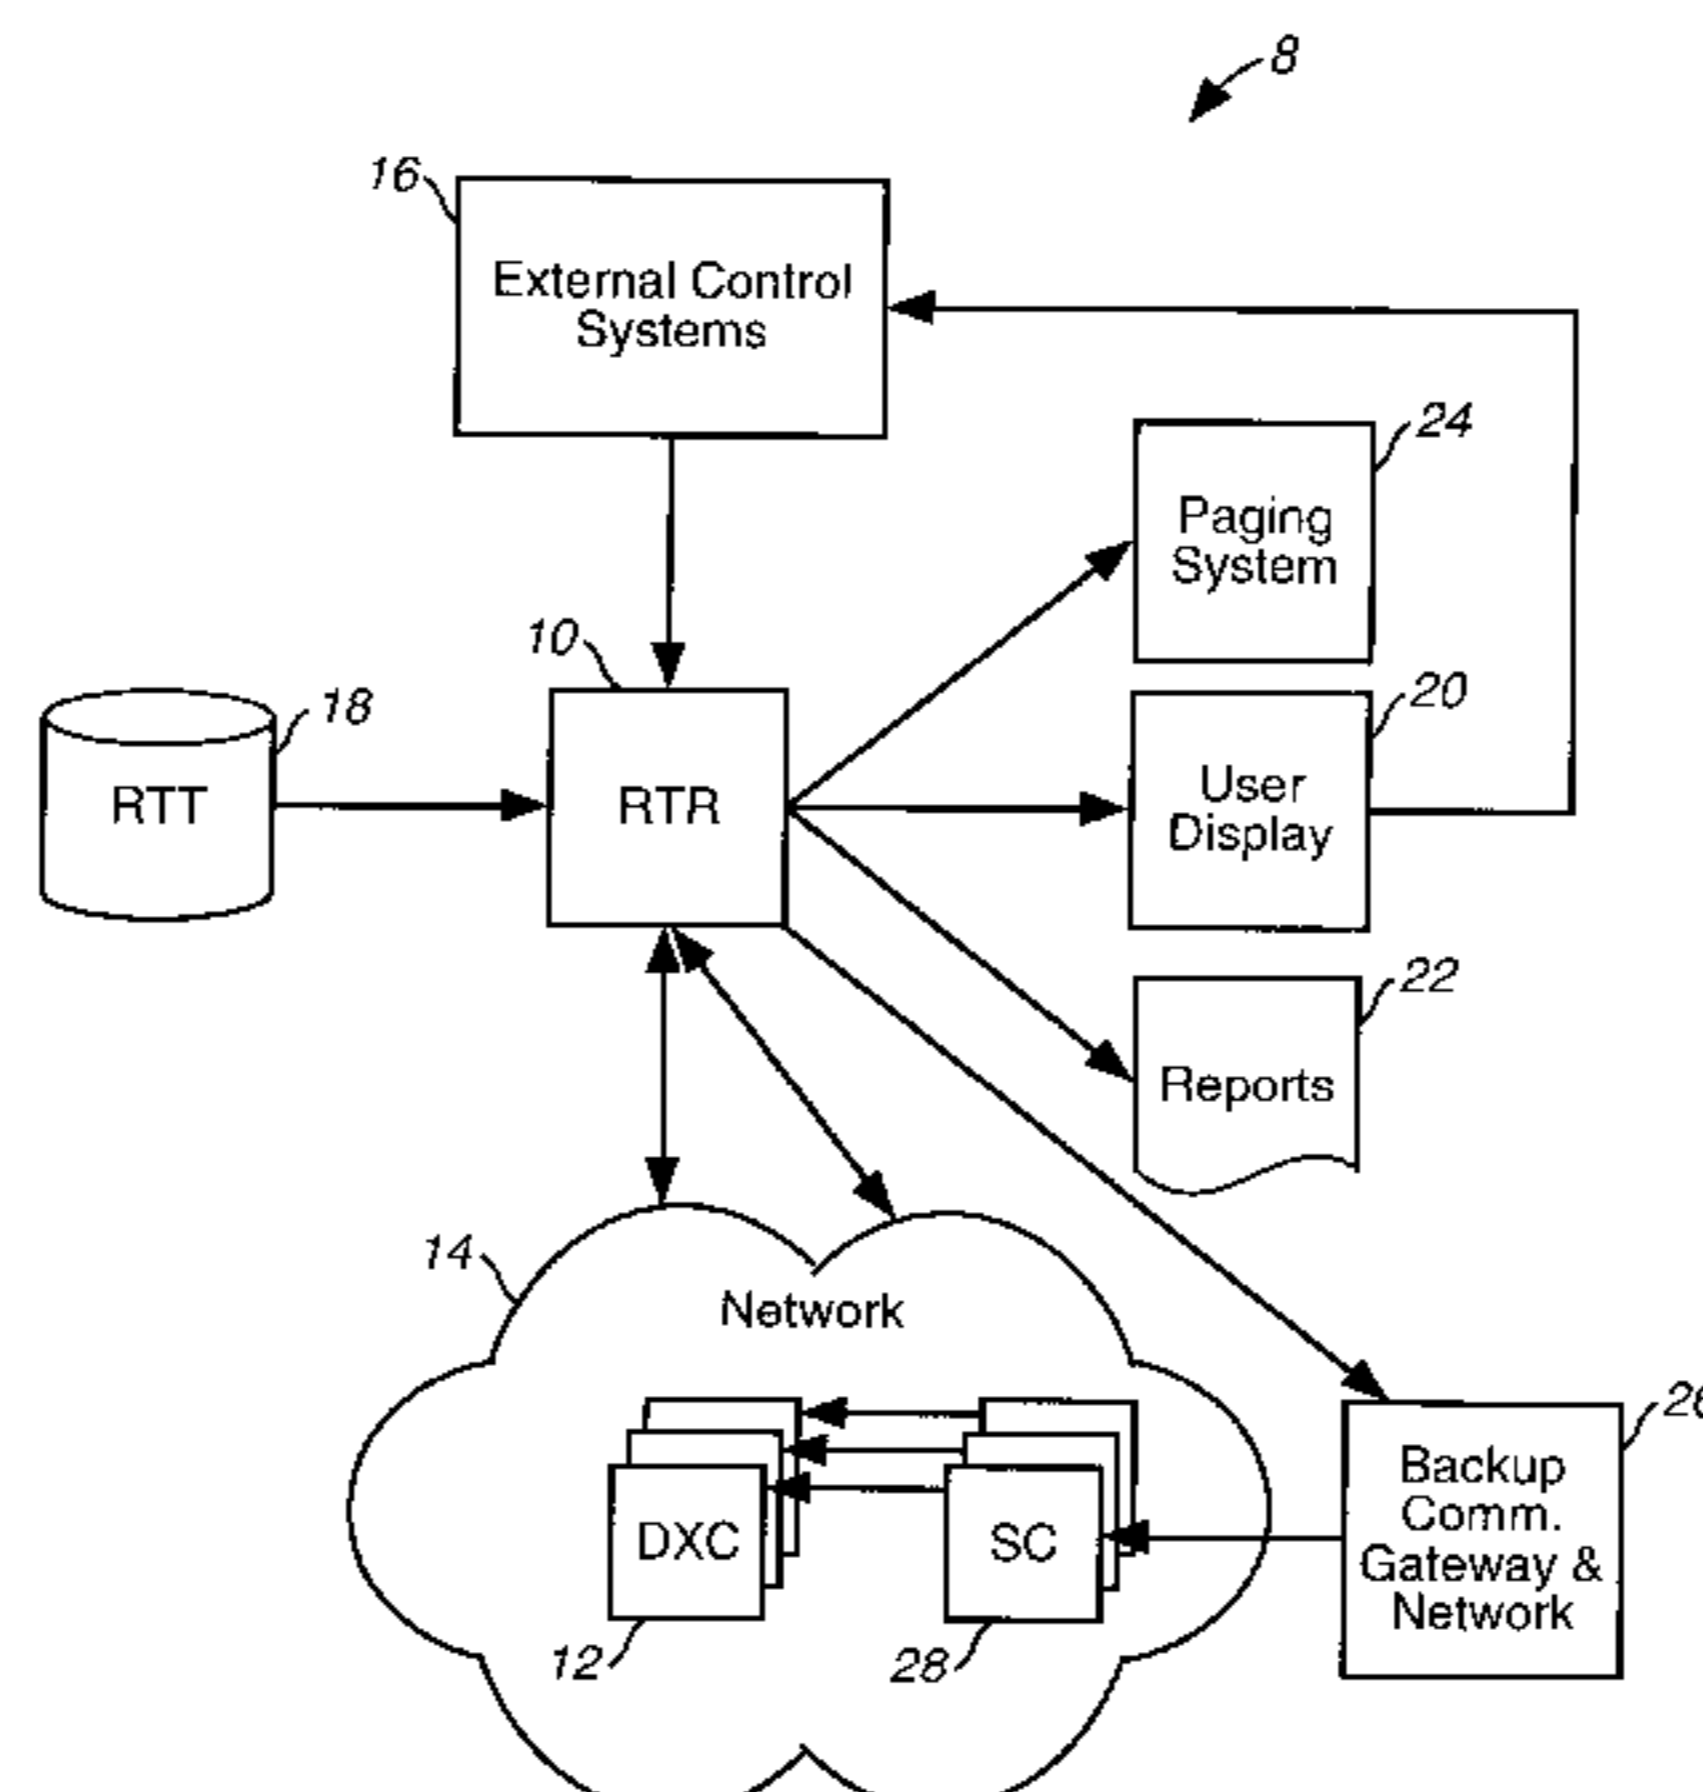 8
16
External Control
Systems
24
Paging
System
10
18
20
RTT
RTR
User
Display
22
Reports
14
Network
Backup
Comm.
Gateway &
Network
DXC
SC
12
28